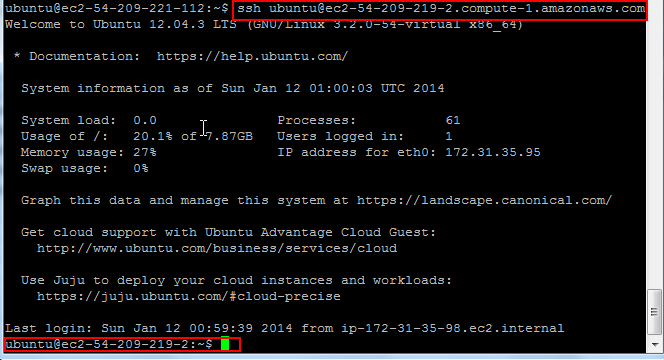 ubuntu@ec2-54-209-221-112:~$ ssh ubuntu@ec2-54-209-219-2.compute-1.amazonaws.com
Welcome to Ubuntu 12.04.3 LTS (GNU/Linux 3.2.0-54-virtual x86_64)
* Documentation:  https://help.ubuntu.com/
System information as of Sun Jan 12 01:00:03 UTC 2014
System load:  0.0               Processes:           61
Usage of /:   20.1% of 7.87GB   Users logged in:     1
Memory usage: 27%               IP address for eth0: 172.31.35.95
Swap usage:   0%
Graph this data and manage this system at https://landscape.canonical.com/
Get cloud support with Ubuntu Advantage Cloud Guest:
http://www.ubuntu.com/business/services/cloud
Use Juju to deploy your cloud instances and workloads:
https://juju.ubuntu.com/#cloud-precise
Last login: Sun Jan 12 00:59:39 2014 from ip-172-31-35-98.ec2.internal
ubuntu@ec2-54-209-219-2:~$